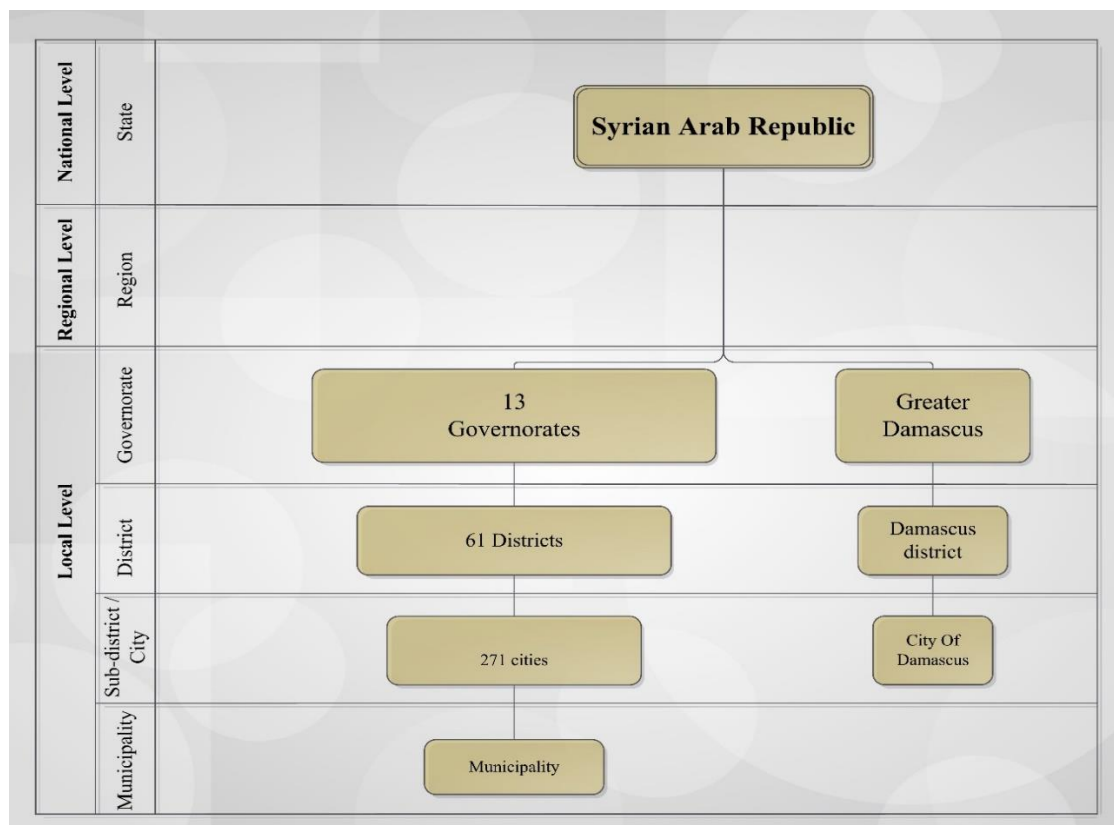 National Level
State
Syrian Arab Republic
Regional Level
Region
Local Level
Governorate
13
Governorates
Greater
Damascus
District
61 Districts
Damascus
district
Sub-district /
City
271 cities
City Of
Damascus
Municipality
Municipality